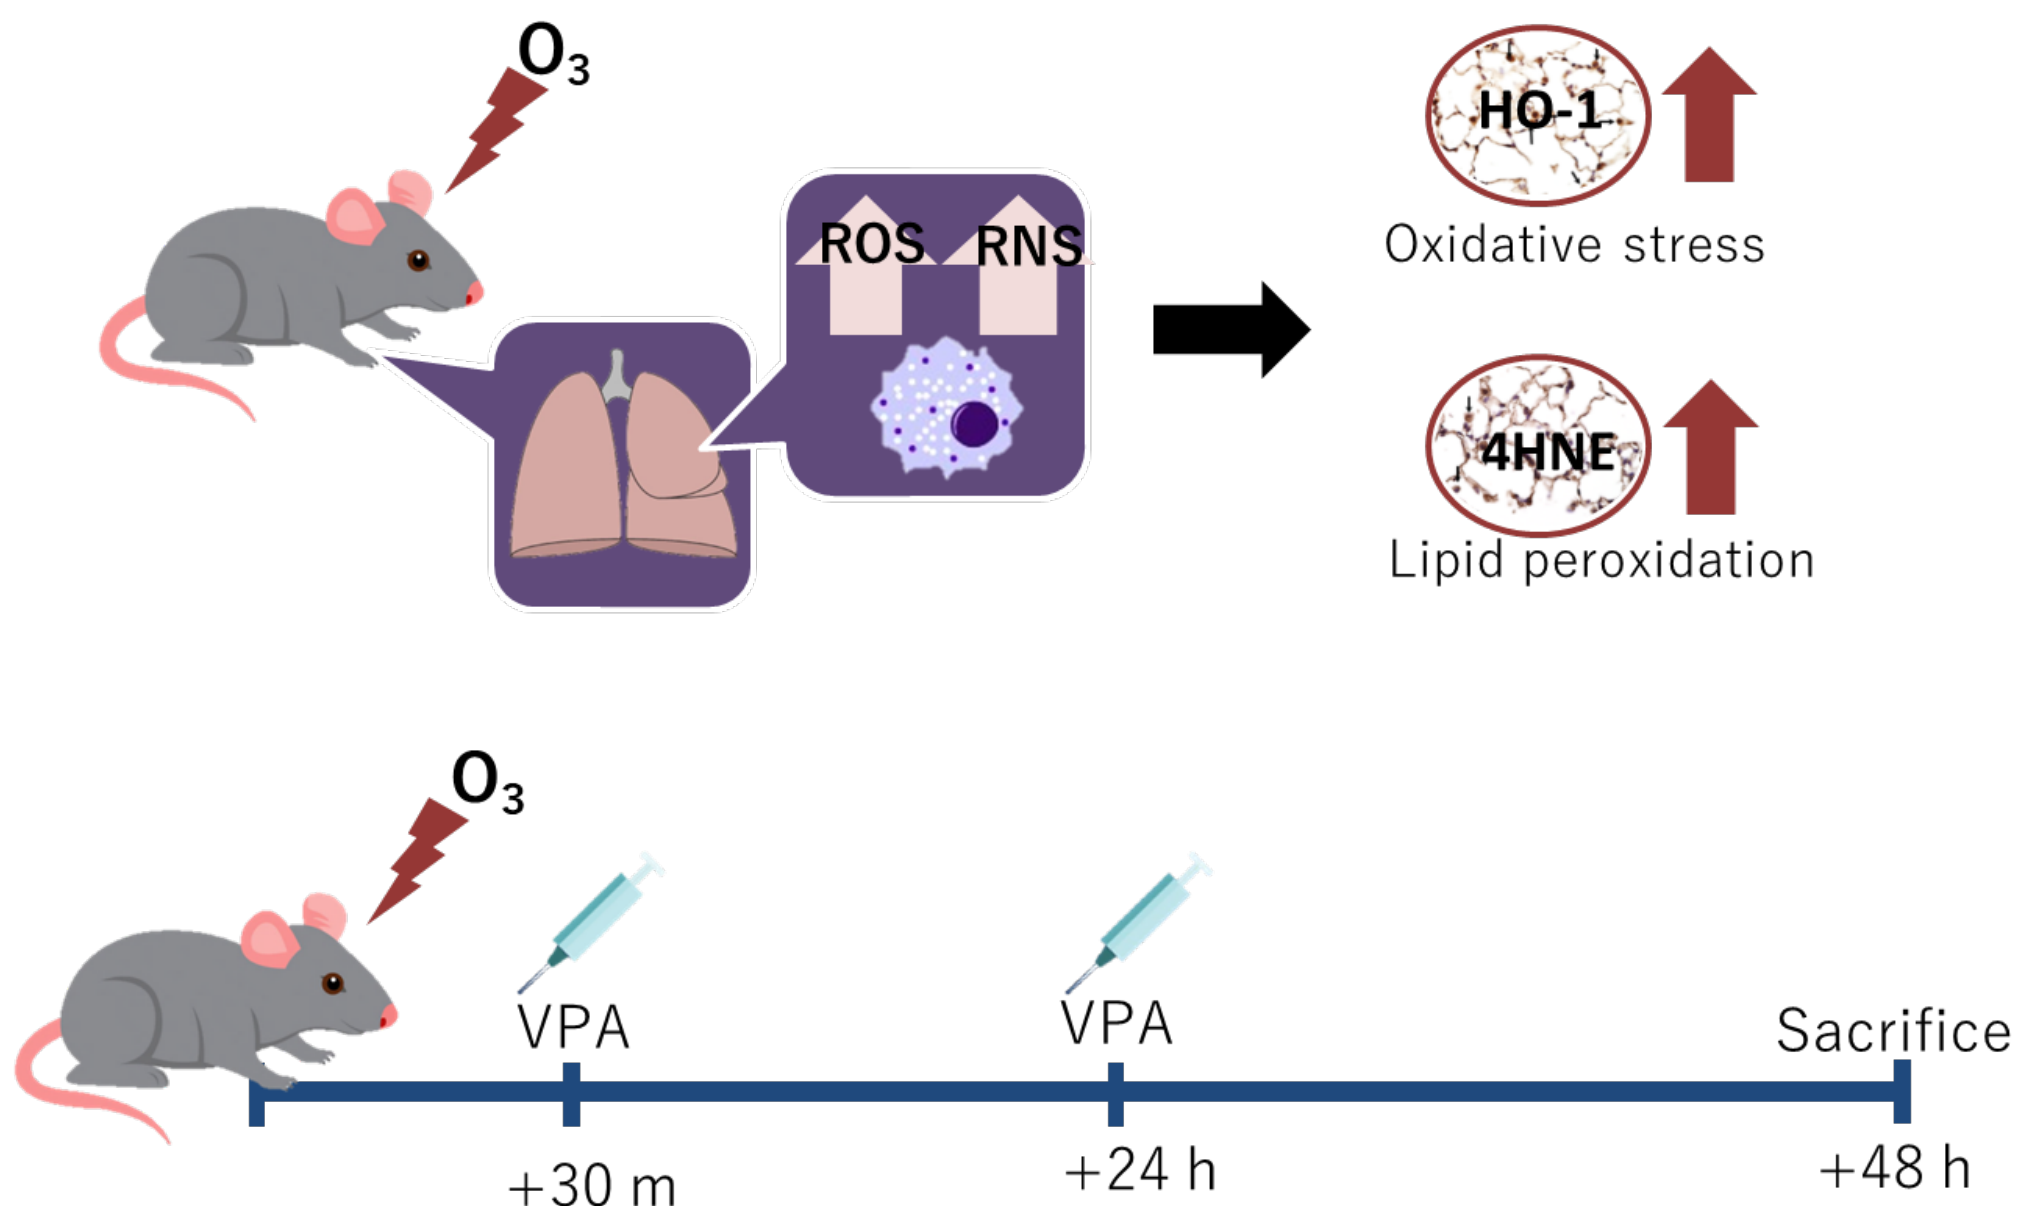 O₃
ROS
RNS
HO-1
Oxidative stress
4HNE
Lipid peroxidation
O₃
VPA
VPA
Sacrifice
+30 m
+24 h
+48 h